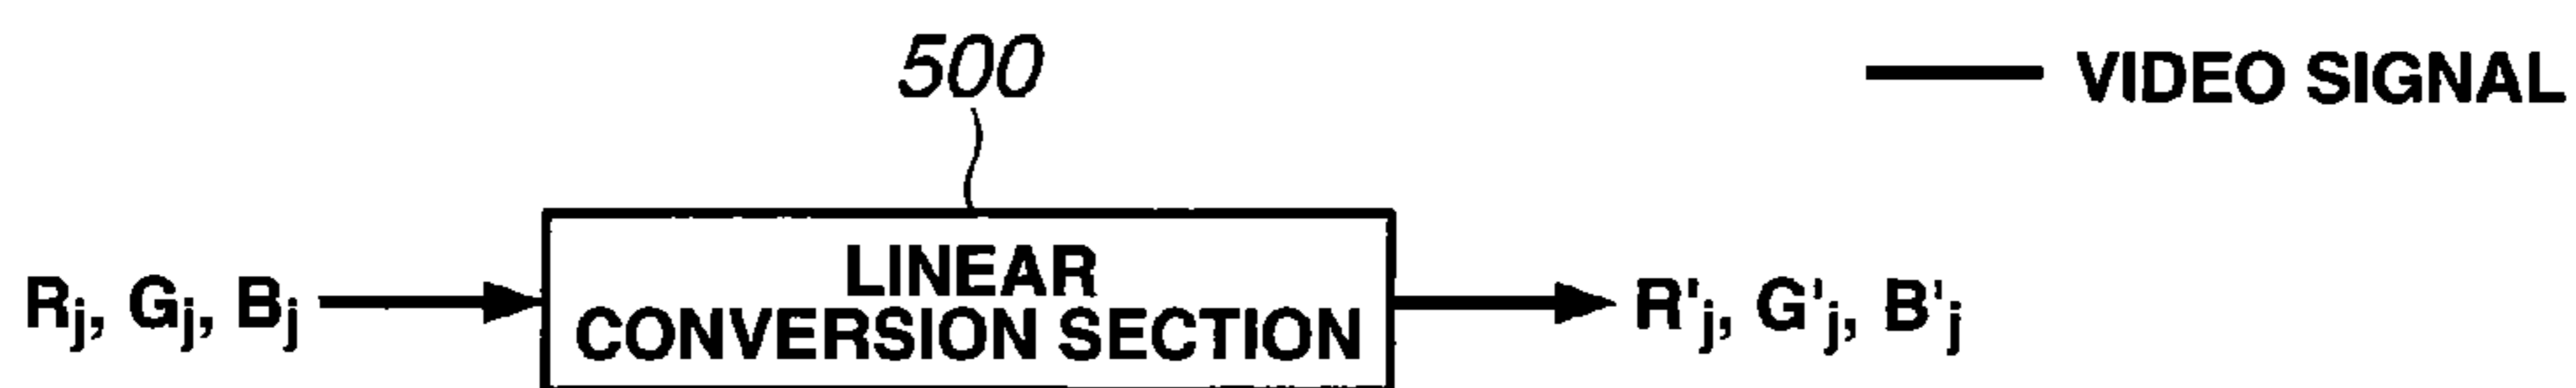 500
VIDEO SIGNAL
Rj, Gj, Bj
LINEAR
CONVERSION SECTION
R'j, G'j, B'j